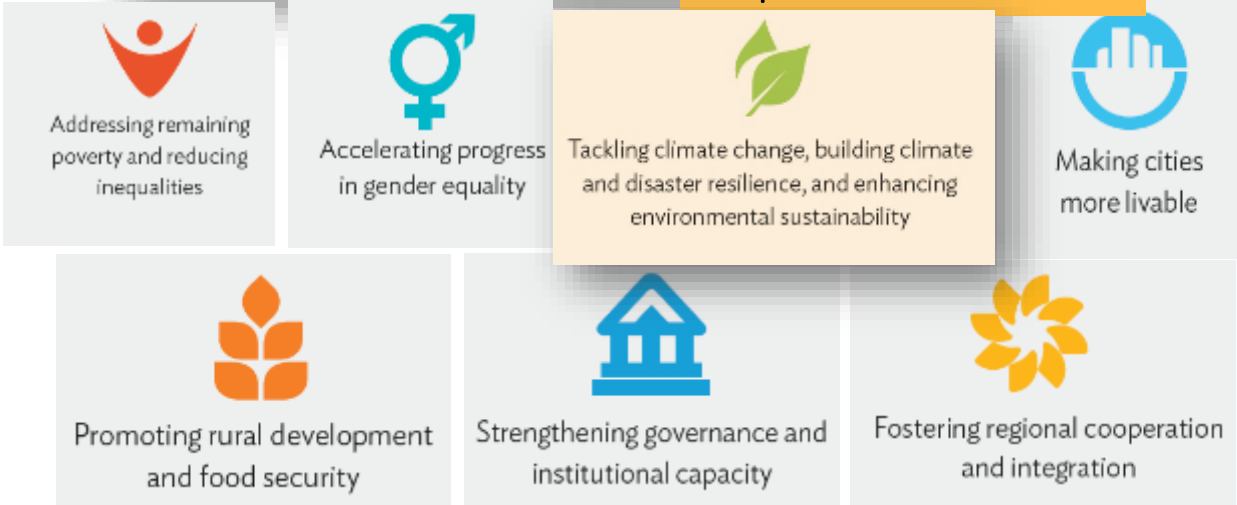 Addressing remaining
poverty and reducing
inequalities
Accelerating progress
in gender equality
Tackling climate change, building climate
and disaster resilience, and enhancing
environmental sustainability
Making cities
more livable
Promoting rural development
and food security
Strengthening governance and
institutional capacity
Fostering regional cooperation
and integration